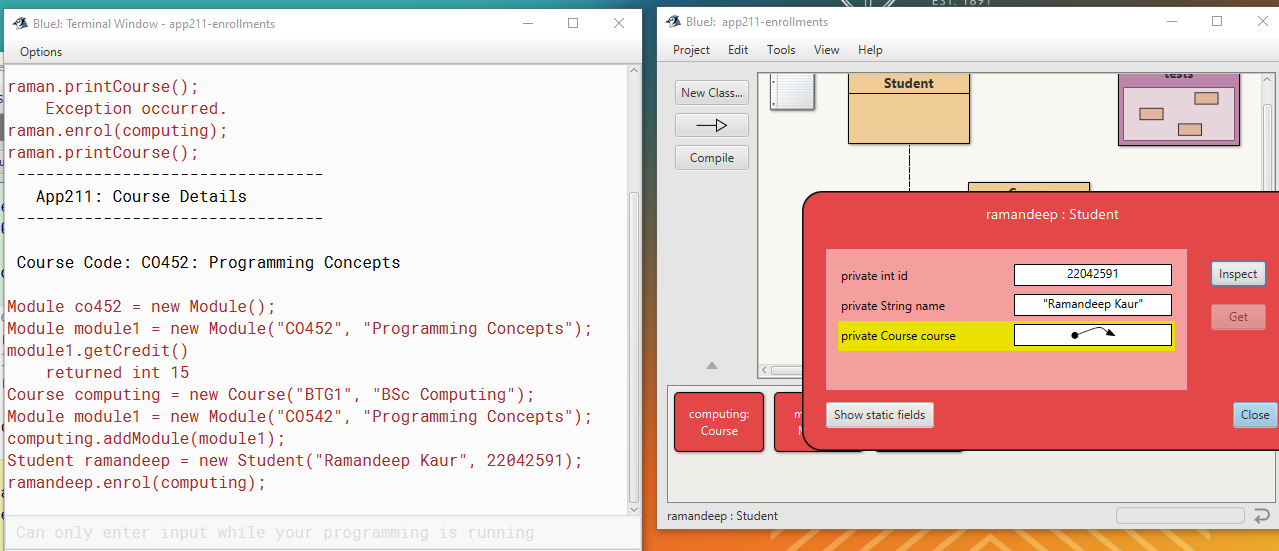 EST. 1891
BlueJ: Terminal Window - app211-enrollments
Options
raman.printCourse();
Exception occurred.
raman.enrol(computing);
raman.printCourse();
--------------------------------
App211: Course Details
--------------------------------
Course Code: CO452: Programming Concepts
Module co452 = new Module();
Module module1 = new Module("CO452", "Programming Concepts");
module1.getCredit()
returned int 15
Course computing = new Course("BTG1", "BSc Computing");
Module module1 = new Module("CO542", "Programming Concepts");
computing.addModule(module1);
Student ramandeep = new Student("Ramandeep Kaur", 22042591);
ramandeep.enrol(computing);
Can only enter input while your programming is running
BlueJ: app211-enrollments
Project Edit Tools View Help
New Class...
Compile
Student
tests
ramandeep : Student
private int id
22042591
private String name
"Ramandeep Kaur"
private Course course
Inspect
Get
Show static fields
Close
computing:
Course
ramandeep : Student